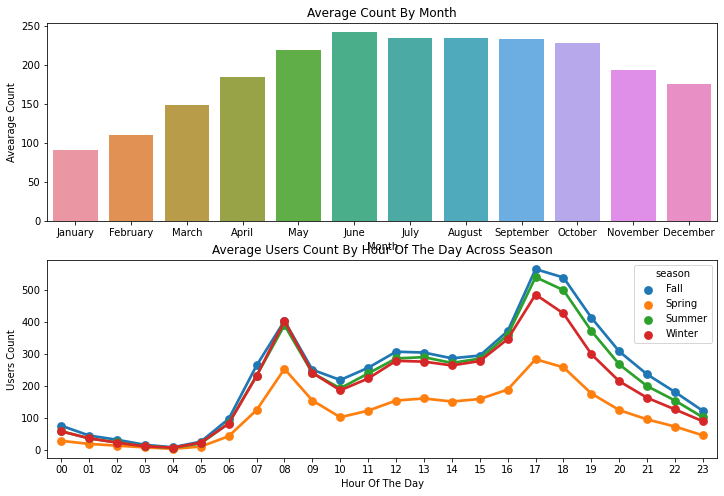 Average Count By Month
250
200
150
100
50
0
Avearage Count
January February March April May June July August September October November December
Month
Average Users Count By Hour Of The Day Across Season
500
400
300
200
100
0
Users Count
season
Fall
Spring
Summer
Winter
00 01 02 03 04 05 06 07 08 09 10 11 12 13 14 15 16 17 18 19 20 21 22 23
Hour Of The Day